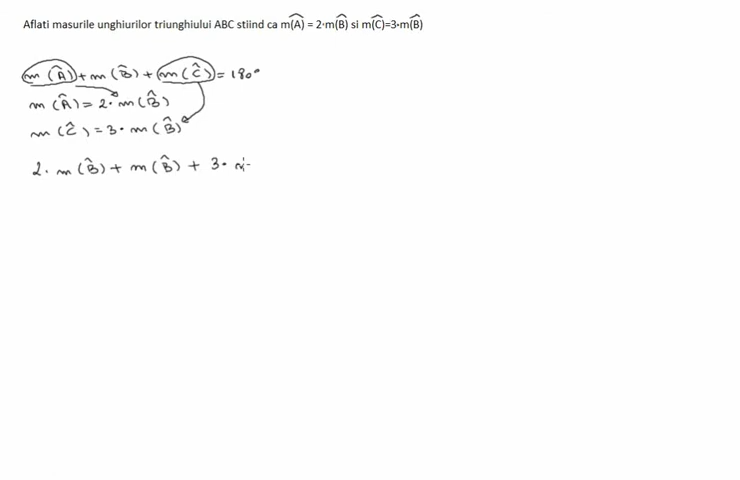 Aflati masurile unghiurilor triunghiului ABC stiind ca m(Â) = 2·m(B̂) si m(Ĉ)=3·m(B̂)
m (Â) + m (B̂) + m (Ĉ) = 180°
m (Â) = 2· m (B̂)
m (Ĉ) = 3· m (B̂)
2· m (B̂) + m (B̂) + 3·